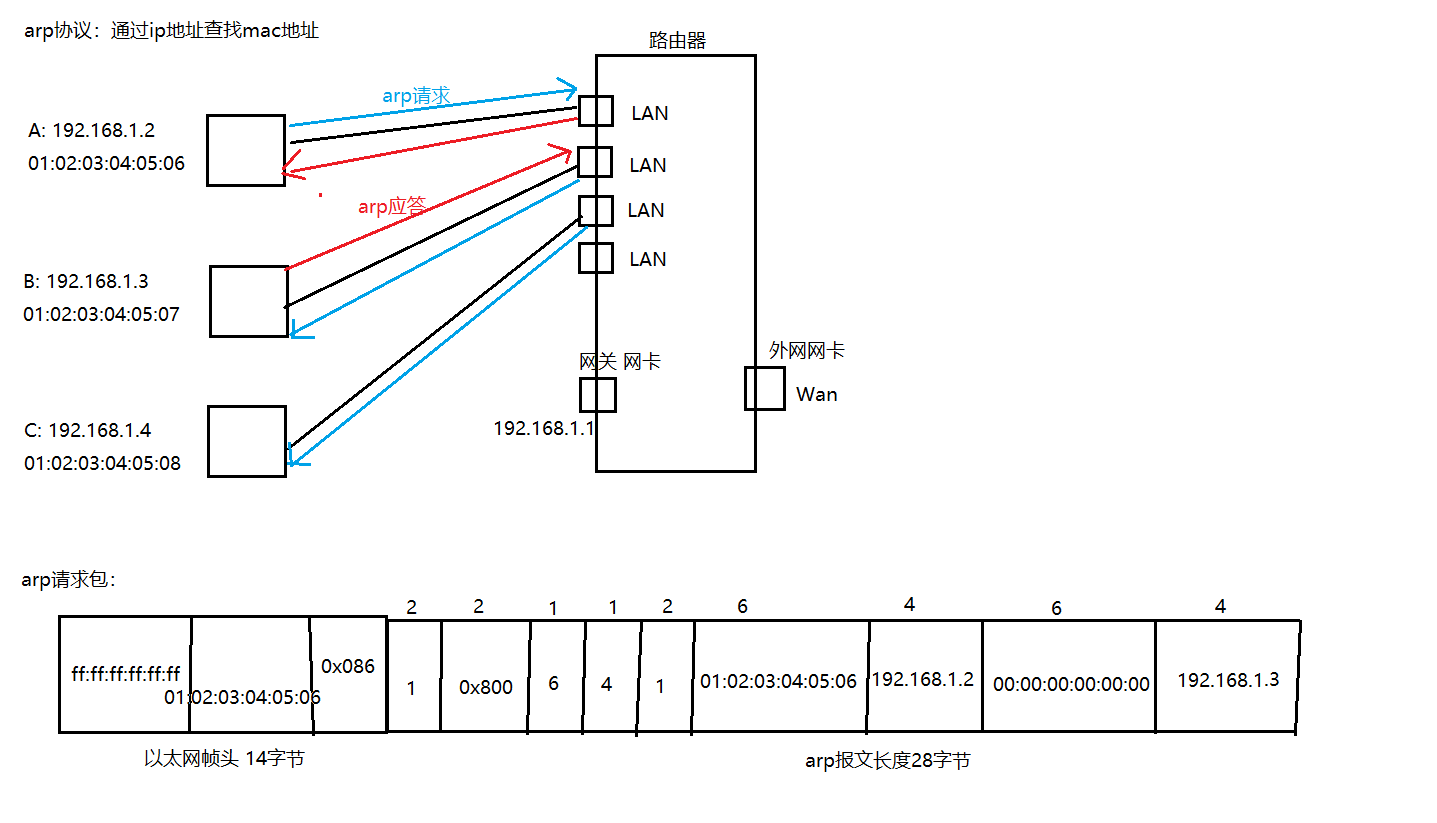 arp协议：通过ip地址查找mac地址
路由器
arp请求
LAN
A: 192.168.1.2
01:02:03:04:05:06
LAN
arp应答
LAN
LAN
B: 192.168.1.3
01:02:03:04:05:07
网关 网卡
外网网卡
Wan
192.168.1.1
C: 192.168.1.4
01:02:03:04:05:08
arp请求包：
2 2 1 1 2 6 4 6 4
ff:ff:ff:ff:ff:ff 01:02:03:04:05:06 0x086 1 0x800 6 4 1 01:02:03:04:05:06 192.168.1.2 00:00:00:00:00:00 192.168.1.3
以太网帧头 14字节
arp报文长度28字节